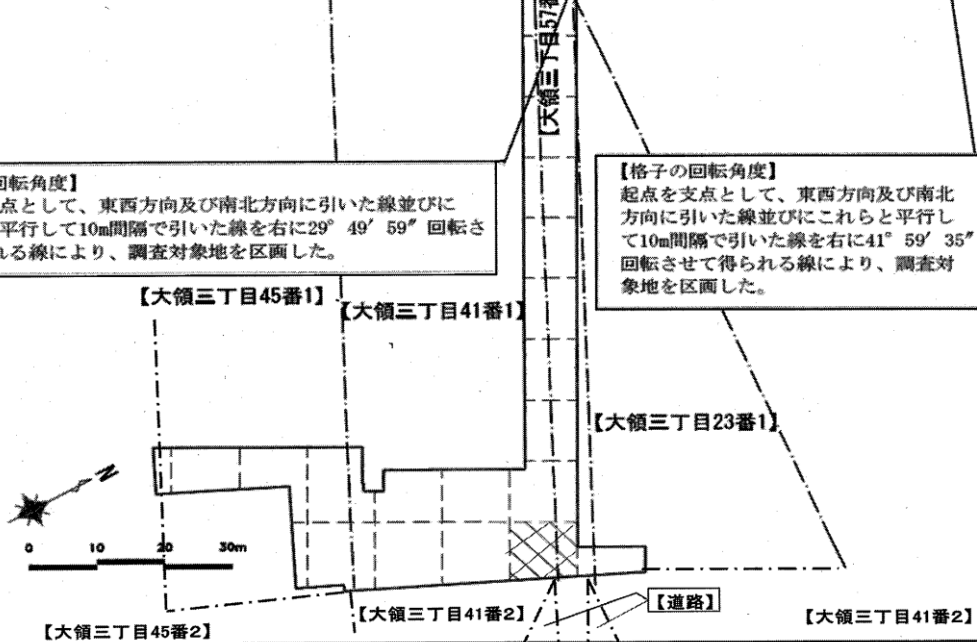 【大領三丁目57番
回転角度】
点として、東西方向及び南北方向に引いた線並びに
平行して10m間隔で引いた線を右に29° 49′ 59″ 回転さ
れる線により、調査対象地を区画した。
【格子の回転角度】
起点を支点として、東西方向及び南北
方向に引いた線並びにこれらと平行し
て10m間隔で引いた線を右に41° 59′ 35″
回転させて得られる線により、調査対
象地を区画した。
【大領三丁目45番1】
【大領三丁目41番1】
【大領三丁目23番1】
N
0 10 20 30m
【道路】
【大領三丁目45番2】
【大領三丁目41番2】
【大領三丁目41番2】